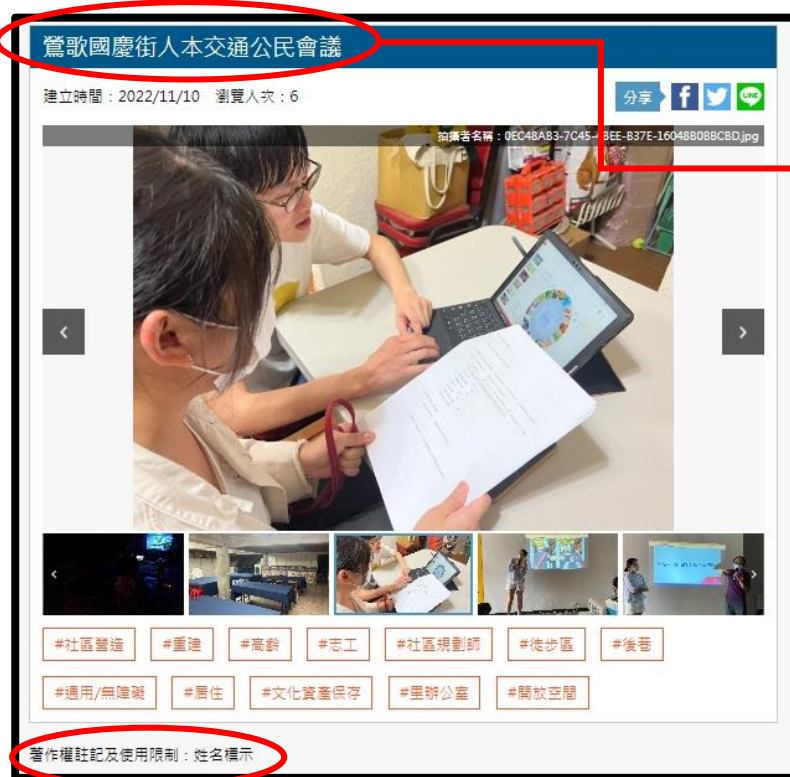 鶯歌國慶街人本交通公民會議
建立時間：2022/11/10 瀏覽人次：6
分享
LINE
拍攝者名稱：0EC48AB3-7C45-4BEE-B37E-16048B0BBCBD.jpg
#社區營造 #重建 #高齡 #志工 #社區規劃師 #徒步區 #後巷
#通用/無障礙 #居住 #文化資產保存 #里辦公室 #開放空間
著作權註記及使用限制：姓名標示